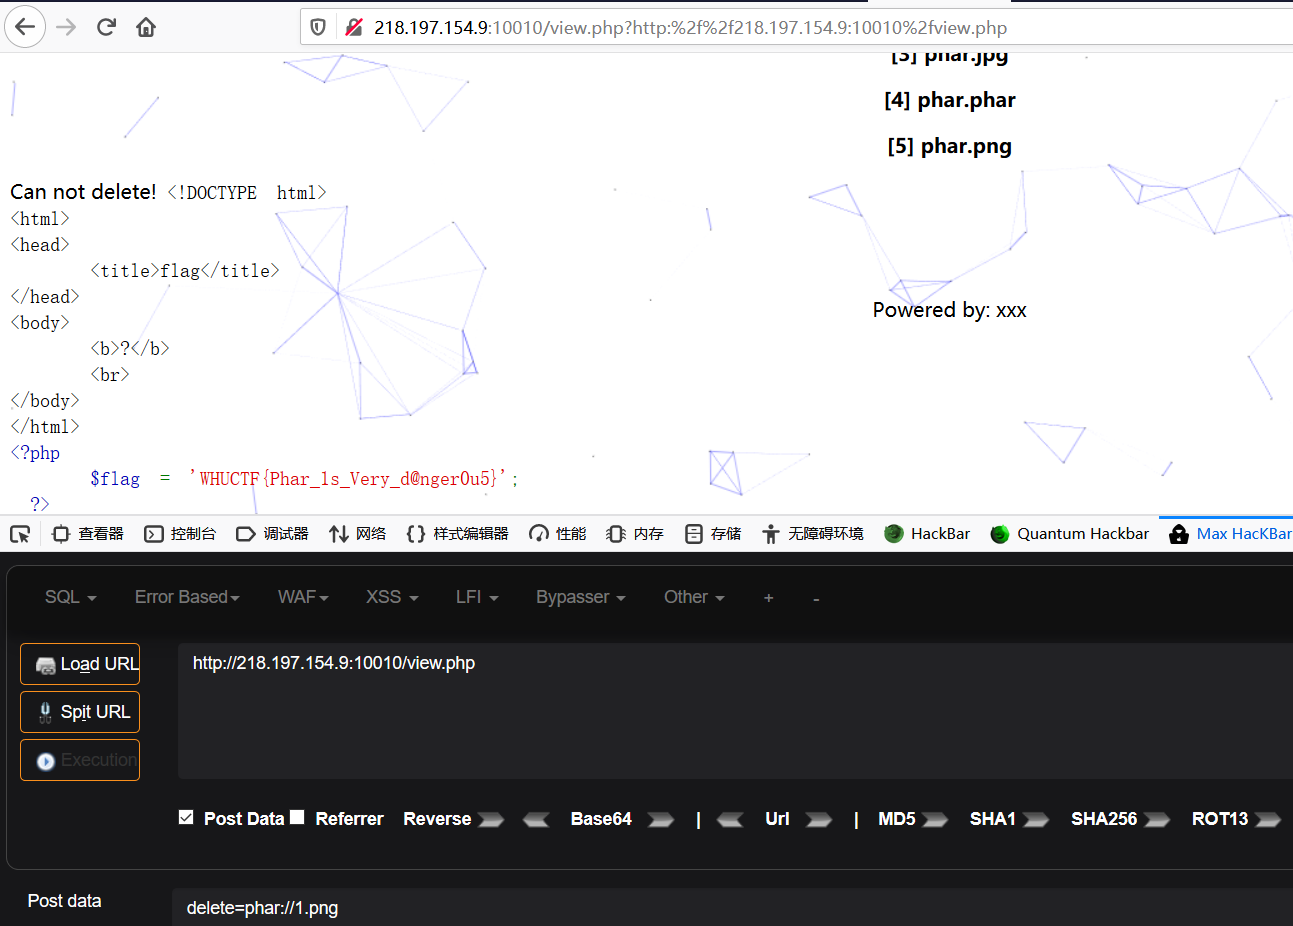 218.197.154.9:10010/view.php?http:%2f%2f218.197.154.9:10010%2fview.php
[3] phar.jpg
[4] phar.phar
[5] phar.png
Can not delete! <!DOCTYPE html>
<html>
<head>
<title>flag</title>
</head>
<body>
<b>?</b>
<br>
</body>
</html>
<?php
$flag = 'WHUCTF{Phar_1s_Very_d@nger0u5}';
?>
Powered by: xxx
查看器 控制台 调试器 网络 样式编辑器 性能 内存 存储 无障碍环境 HackBar Quantum Hackbar Max HacKBar
SQL Error Based WAF XSS LFI Bypasser Other + -
Load URL
http://218.197.154.9:10010/view.php
Spit URL
Execution
Post Data Referrer Reverse Base64 | Url | MD5 SHA1 SHA256 ROT13
Post data
delete=phar://1.png